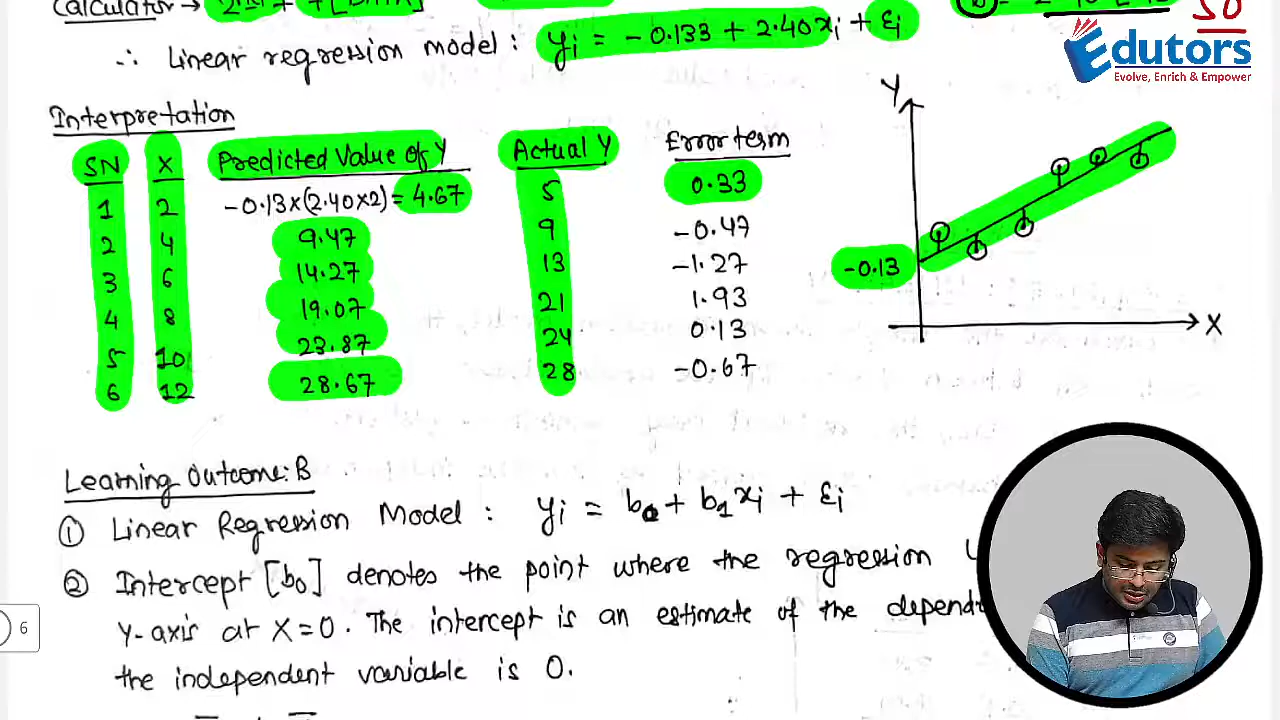 Calculator →
∴ Linear regression model : yi = -0.133 + 2.40xi + εi
Edutors
Evolve, Enrich & Empower
Interpretation
SN X Predicted Value of Y Actual Y Error term
1 2 -0.13x(2.40x2) = 4.67 5 0.33
2 4 9.47 9 -0.47
3 6 14.27 13 -1.27
4 8 19.07 21 1.93
5 10 23.87 24 0.13
6 12 28.67 28 -0.67
Y
-0.13
X
Learning Outcome: B
① Linear Regression Model : yi = b0 + b1xi + εi
② Intercept [b0] denotes the point where the regression
Y-axis at X=0. The intercept is an estimate of the
the independent variable is 0.
6